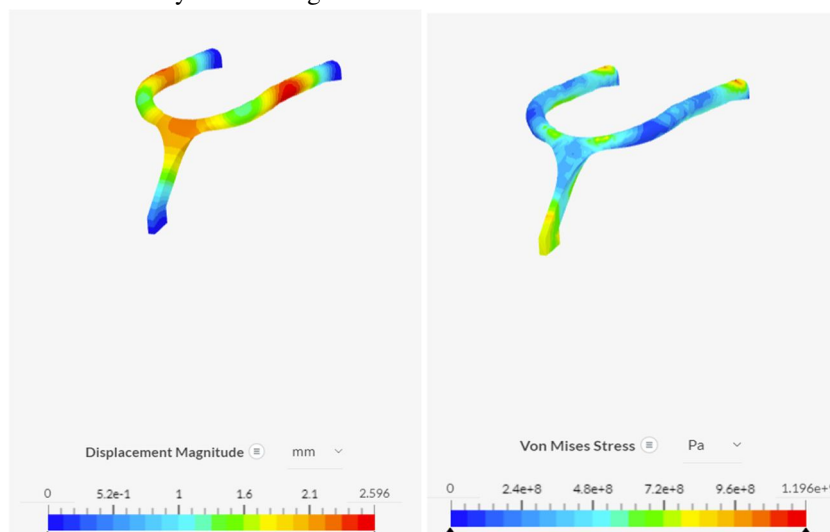 Displacement Magnitude mm
0 5.2e-1 1 1.6 2.1 2.596
Von Mises Stress Pa
0 2.4e+8 4.8e+8 7.2e+8 9.6e+8